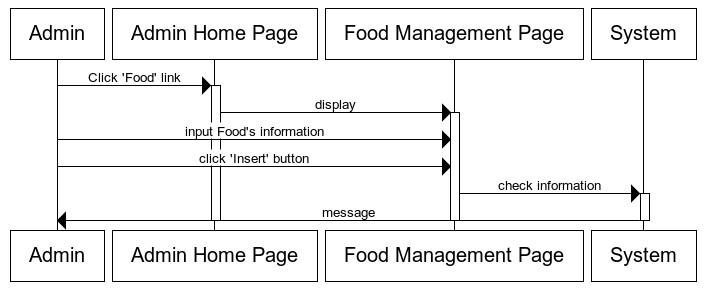 Admin
Admin Home Page
Food Management Page
System
Click 'Food' link
display
input Food's information
click 'Insert' button
check information
message
Admin
Admin Home Page
Food Management Page
System